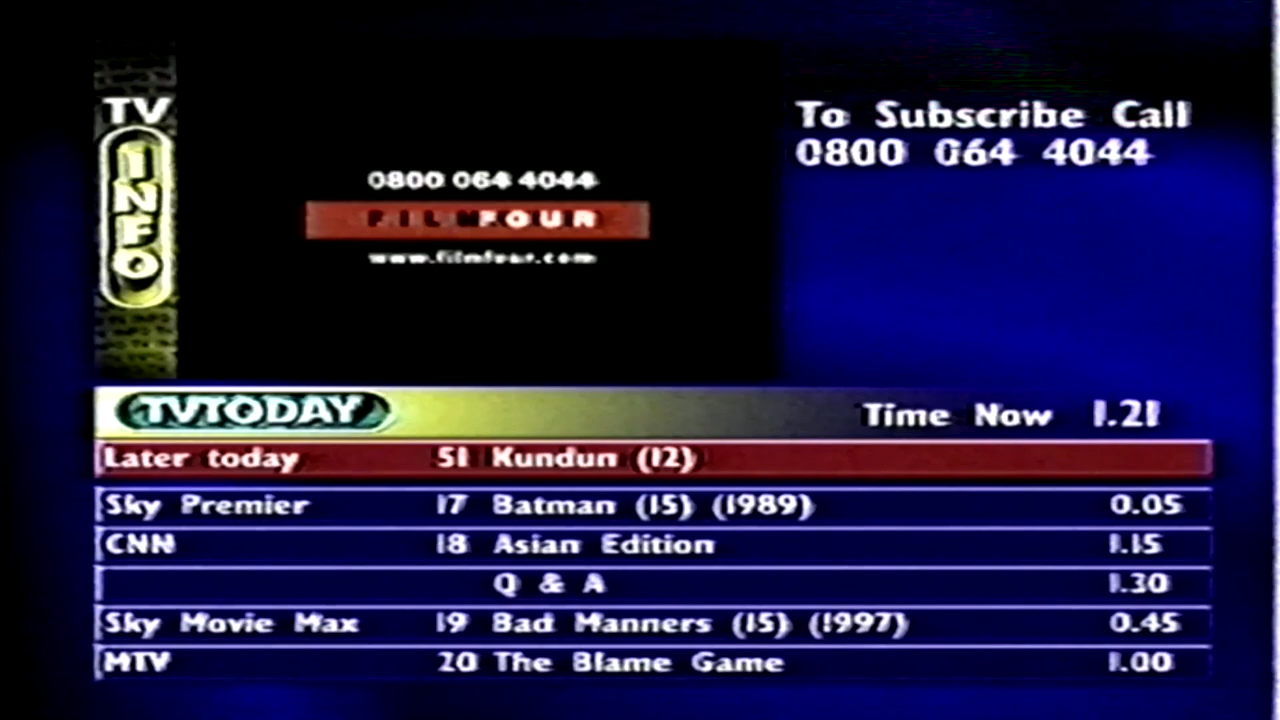 TV
INFO
0800 064 4044
FILMFOUR
www.filmfour.com
To Subscribe Call
0800 064 4044
TVTODAY
Time Now 1.21
Later today 51 Kundun (12)
Sky Premier 17 Batman (15) (1989) 0.05
CNN 18 Asian Edition 1.15
Q & A 1.30
Sky Movie Max 19 Bad Manners (15) (1997) 0.45
MTV 20 The Blame Game 1.00